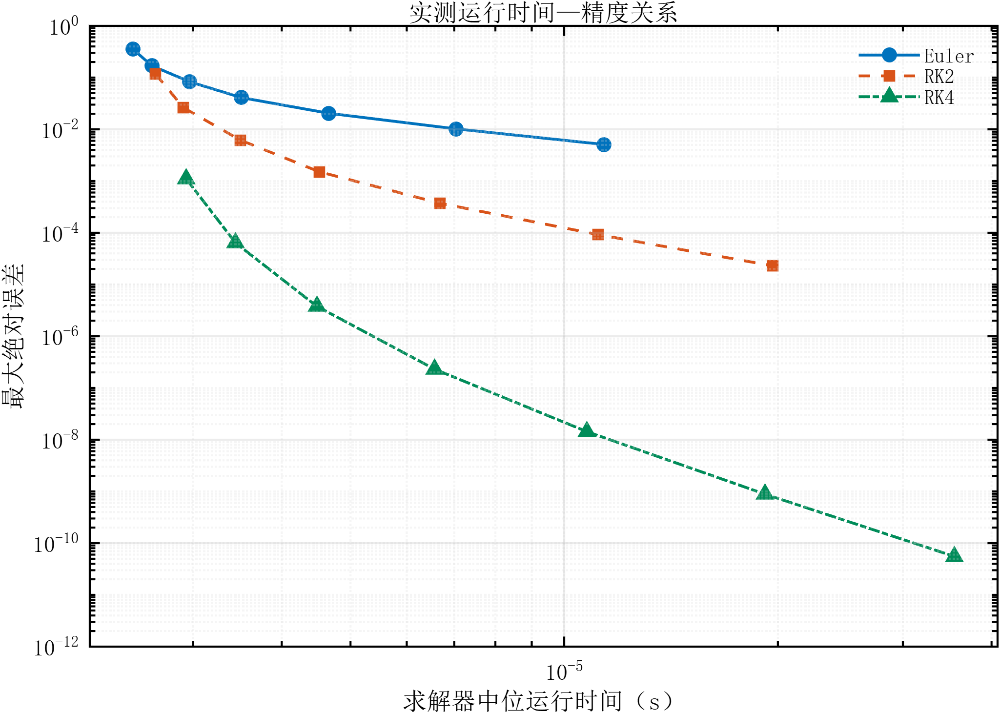 实测运行时间—精度关系
10⁰
10⁻²
10⁻⁴
10⁻⁶
10⁻⁸
10⁻¹⁰
10⁻¹²
最大绝对误差
Euler
RK2
RK4
10⁻⁵
求解器中位运行时间（s）